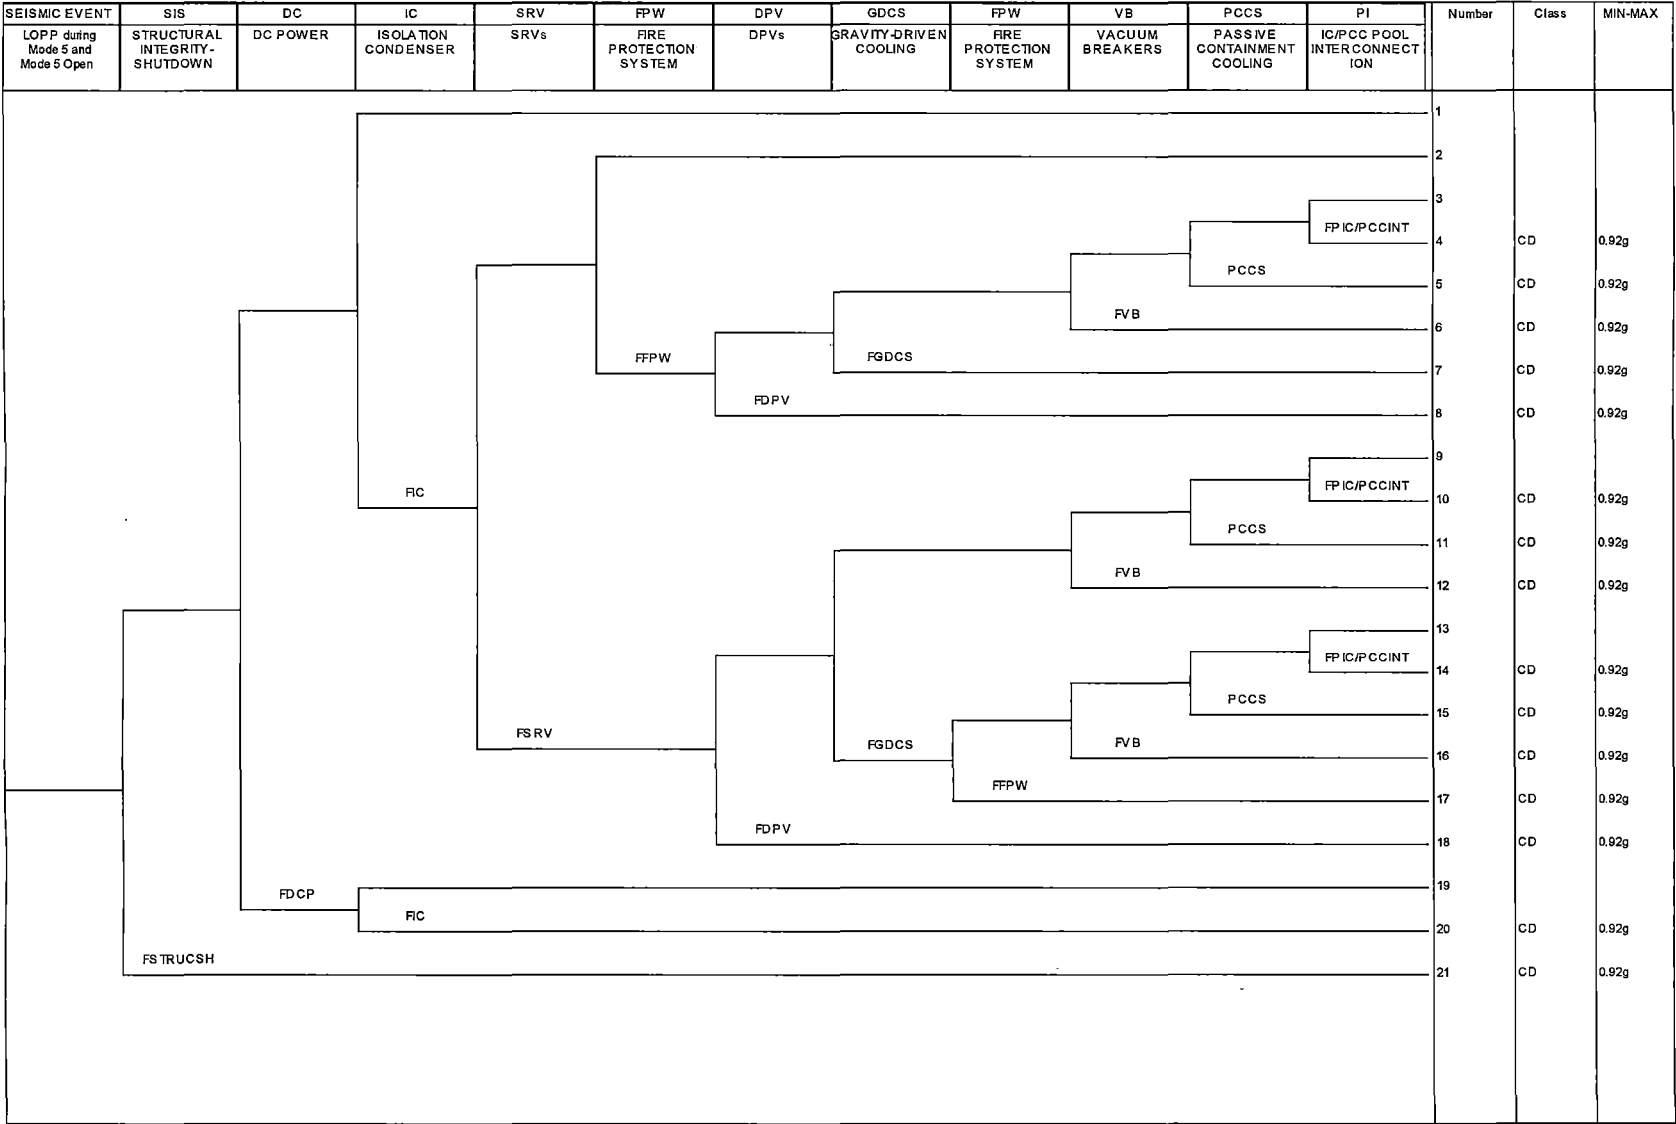 SEISMIC EVENT SIS DC IC SRV FPW DPV GDCS FPW VB PCCS PI Number Class MIN-MAX
LOPP during STRUCTURAL DC POWER ISOLATION SRVs FIRE DPVs GRAVITY-DRIVEN FIRE VACUUM PASSIVE IC/PCC POOL
Mode 5 and INTEGRITY- CONDENSER PROTECTION COOLING PROTECTION BREAKERS CONTAINMENT INTERCONNECT
Mode 5 Open SHUTDOWN SYSTEM SYSTEM COOLING ION
1
2
3
FPIC/PCCINT
4 CD 0.92g
PCCS
5 CD 0.92g
FVB
6 CD 0.92g
FFPW FGDCS
7 CD 0.92g
FDPV
8 CD 0.92g
9
FIC FPIC/PCCINT
10 CD 0.92g
PCCS
11 CD 0.92g
FVB
12 CD 0.92g
13
FPIC/PCCINT
14 CD 0.92g
PCCS
15 CD 0.92g
FSRV FGDCS FVB
16 CD 0.92g
FFPW
17 CD 0.92g
FDPV
18 CD 0.92g
19
FDCP
FIC
20 CD 0.92g
FSTRUCSH
21 CD 0.92g